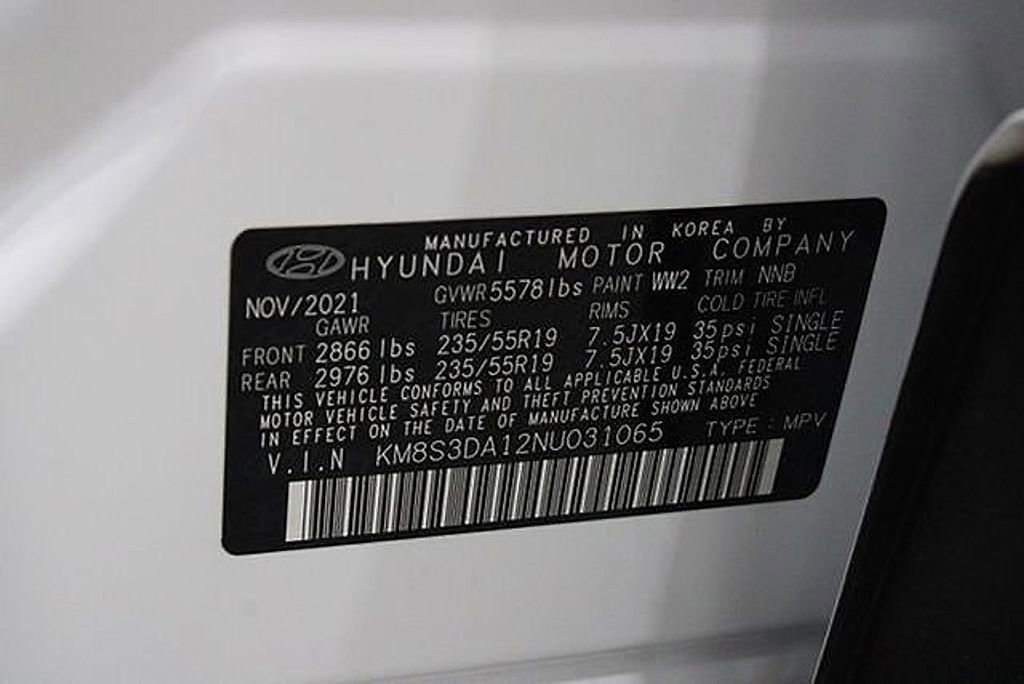 MANUFACTURED IN KOREA BY
HYUNDAI MOTOR COMPANY
NOV/2021 GVWR 5578lbs PAINT WW2 TRIM NNB
GAWR TIRES RIMS COLD TIRE INFL
FRONT 2866 lbs 235/55R19 7.5JX19 35psi SINGLE
REAR 2976 lbs 235/55R19 7.5JX19 35psi SINGLE
THIS VEHICLE CONFORMS TO ALL APPLICABLE U.S.A. FEDERAL
MOTOR VEHICLE SAFETY AND THEFT PREVENTION STANDARDS
IN EFFECT ON THE DATE OF MANUFACTURE SHOWN ABOVE
V.I.N KM8S3DA12NU031065 TYPE : MPV